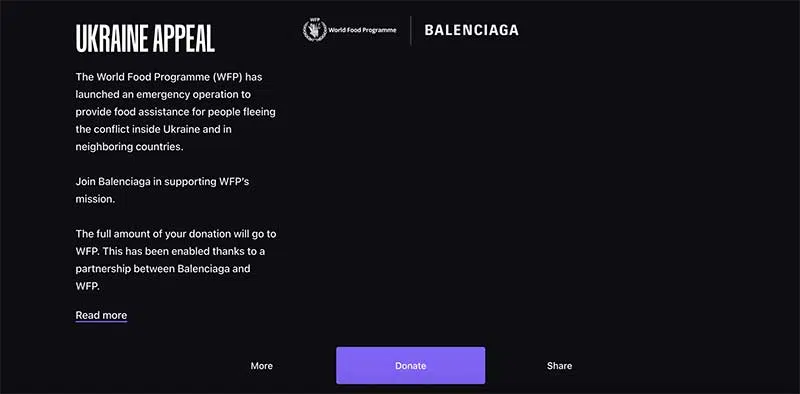 UKRAINE APPEAL
WFP
World Food Programme
BALENCIAGA
The World Food Programme (WFP) has
launched an emergency operation to
provide food assistance for people fleeing
the conflict inside Ukraine and in
neighboring countries.
Join Balenciaga in supporting WFP's
mission.
The full amount of your donation will go to
WFP. This has been enabled thanks to a
partnership between Balenciaga and
WFP.
Read more
More
Donate
Share